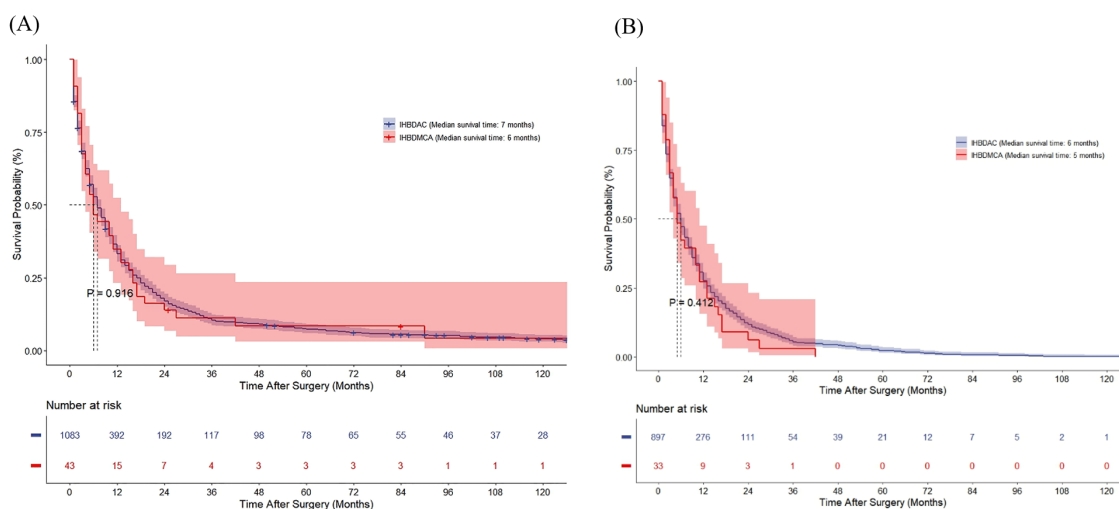 (A)
1.00
0.75
0.50
0.25
0.00
Survival Probability (%)
IHBDAC (Median survival time: 7 months)
IHBDMCA (Median survival time: 6 months)
P = 0.916
0 12 24 36 48 60 72 84 96 108 120
Time After Surgery (Months)
Number at risk
1083 392 192 117 98 78 65 55 46 37 28
43 15 7 4 3 3 3 3 1 1 1
0 12 24 36 48 60 72 84 96 108 120
Time After Surgery (Months)
(B)
1.00
0.75
0.50
0.25
0.00
Survival Probability (%)
IHBDAC (Median survival time: 6 months)
IHBDMCA (Median survival time: 5 months)
P = 0.412
0 12 24 36 48 60 72 84 96 108 120
Time After Surgery (Months)
Number at risk
897 276 111 54 39 21 12 7 5 2 1
33 9 3 1 0 0 0 0 0 0 0
0 12 24 36 48 60 72 84 96 108 120
Time After Surgery (Months)